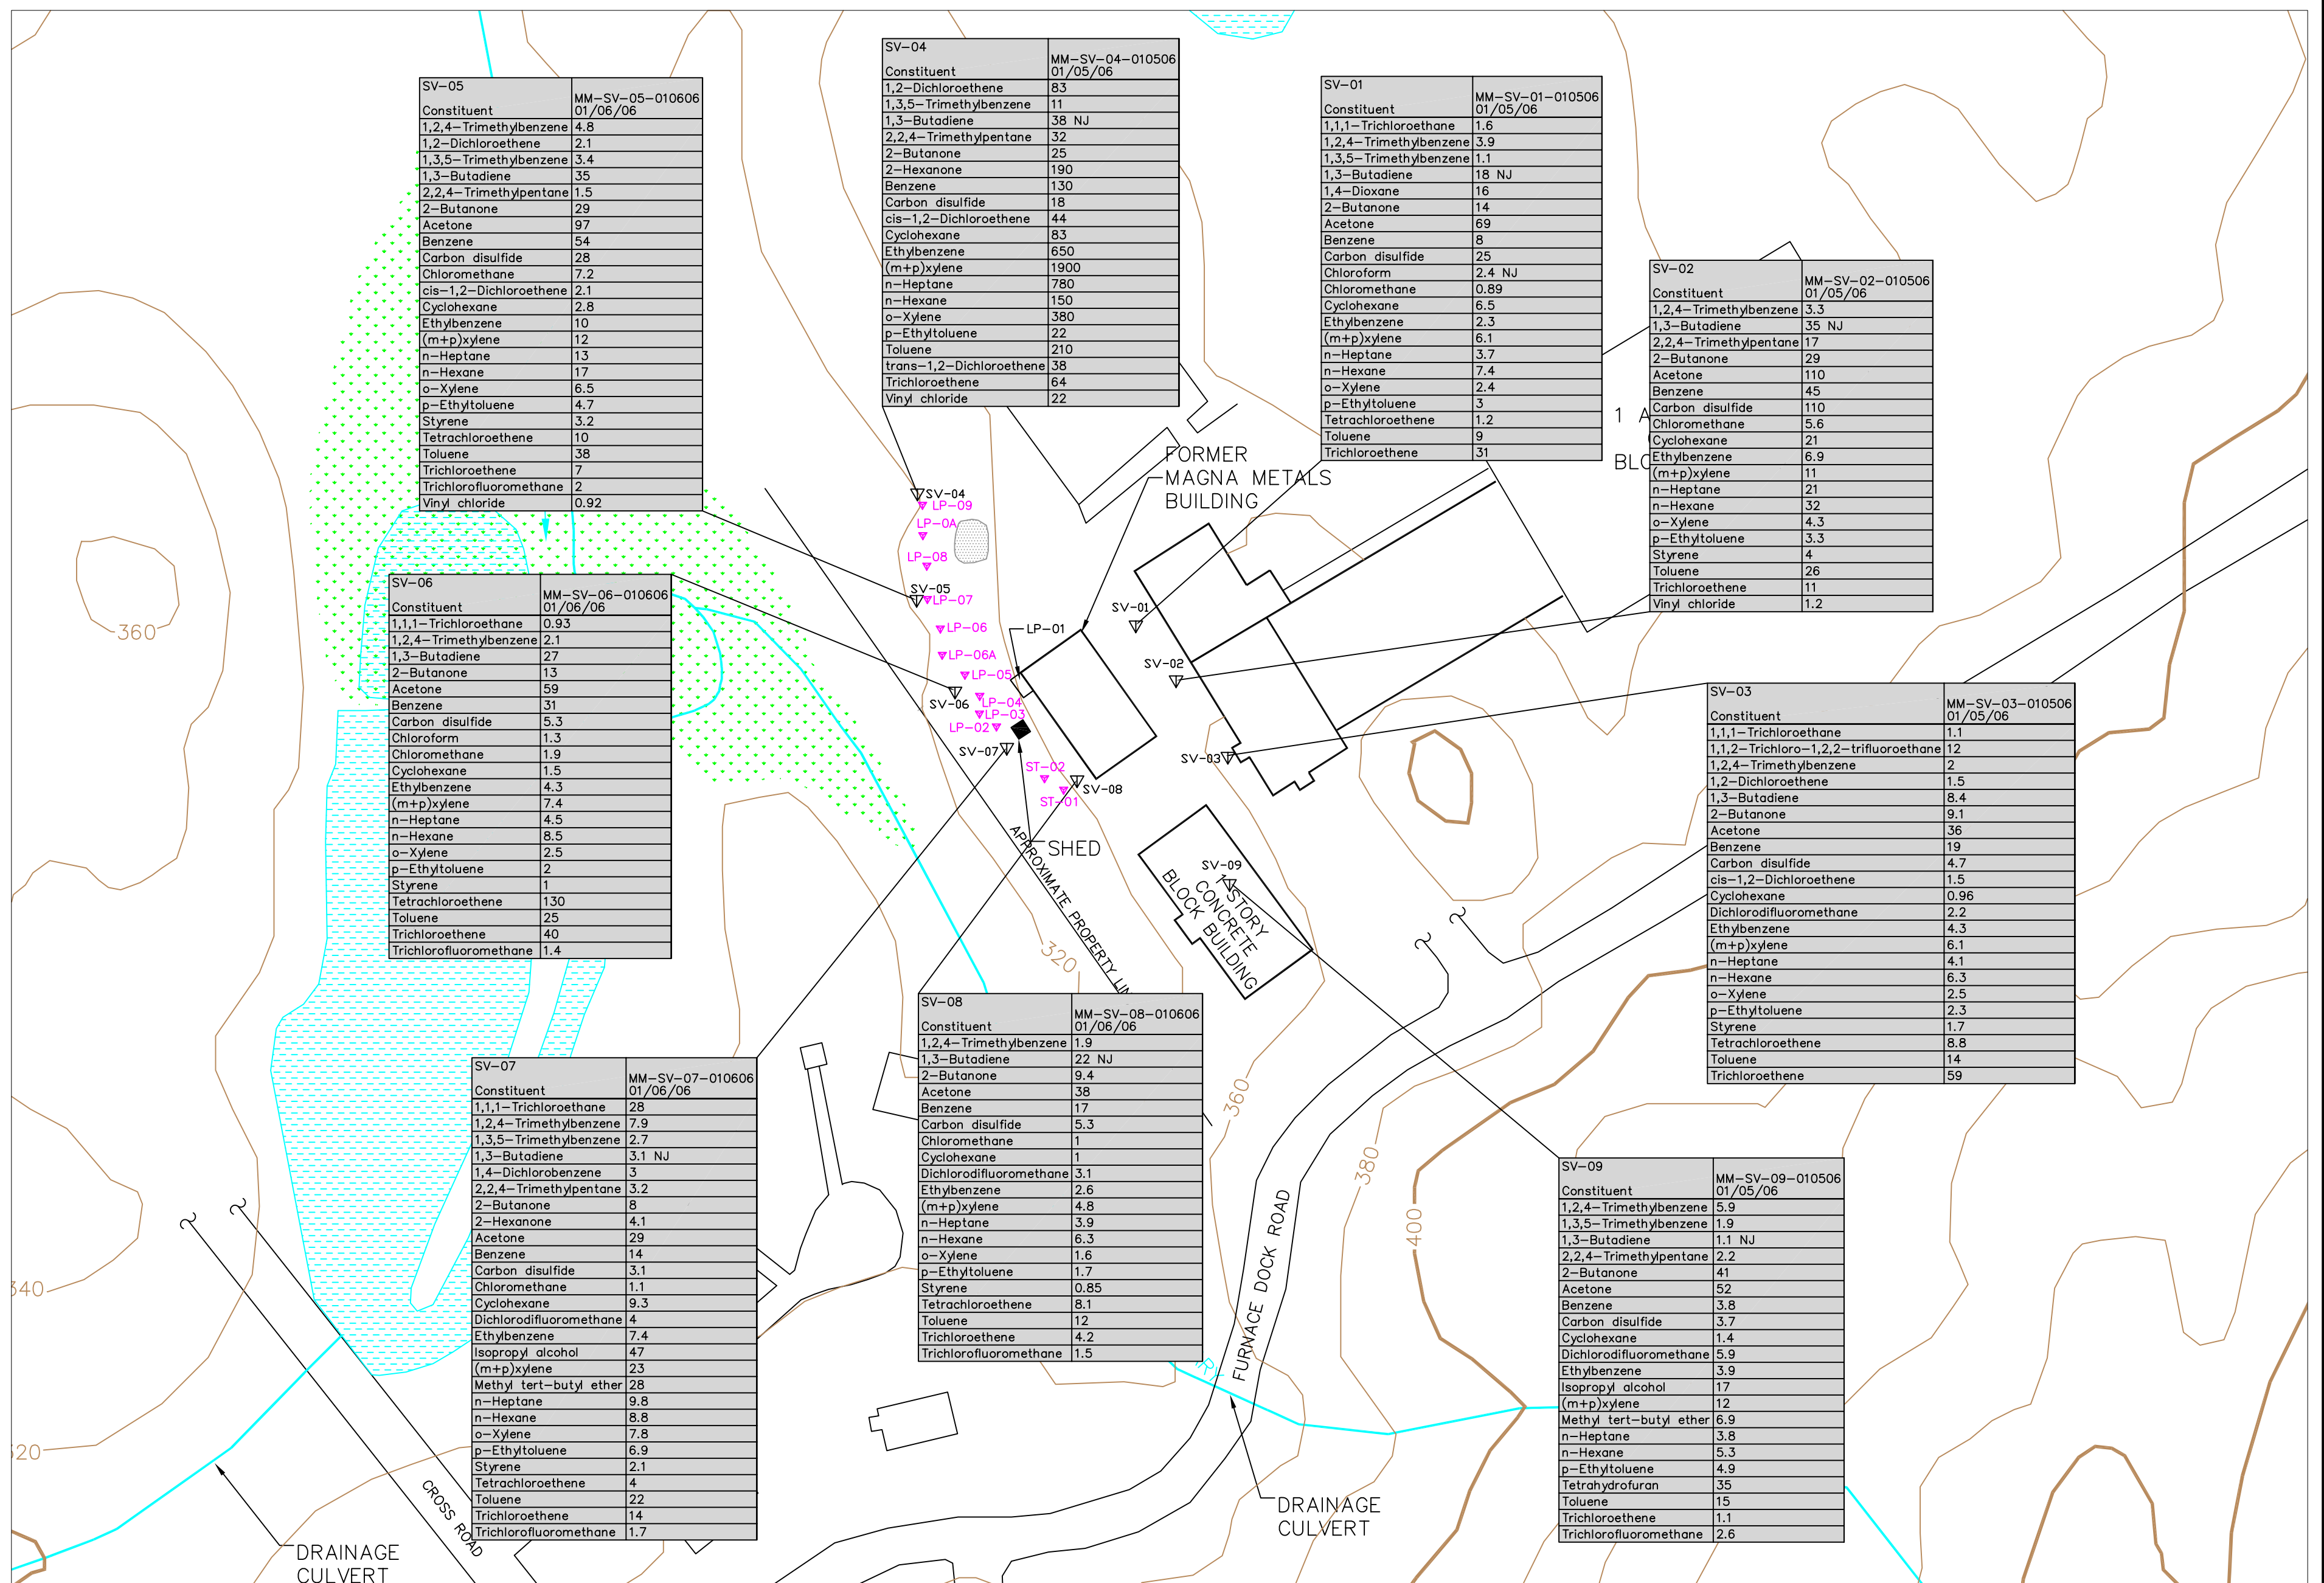 SV-04
MM-SV-04-010506
Constituent 01/05/06
1,2-Dichloroethene 83
1,3,5-Trimethylbenzene 11
1,3-Butadiene 38 NJ
2,2,4-Trimethylpentane 32
2-Butanone 25
2-Hexanone 190
Benzene 130
Carbon disulfide 18
cis-1,2-Dichloroethene 44
Cyclohexane 83
Ethylbenzene 650
(m+p)xylene 1900
n-Heptane 780
n-Hexane 150
o-Xylene 380
p-Ethyltoluene 22
Toluene 210
trans-1,2-Dichloroethene 38
Trichloroethene 64
Vinyl chloride 22
SV-05
MM-SV-05-010606
Constituent 01/06/06
1,2,4-Trimethylbenzene 4.8
1,2-Dichloroethene 2.1
1,3,5-Trimethylbenzene 3.4
1,3-Butadiene 35
2,2,4-Trimethylpentane 1.5
2-Butanone 29
Acetone 97
Benzene 54
Carbon disulfide 28
Chloromethane 7.2
cis-1,2-Dichloroethene 2.1
Cyclohexane 2.8
Ethylbenzene 10
(m+p)xylene 12
n-Heptane 13
n-Hexane 17
o-Xylene 6.5
p-Ethyltoluene 4.7
Styrene 3.2
Tetrachloroethene 10
Toluene 38
Trichloroethene 7
Trichlorofluoromethane 2
Vinyl chloride 0.92
SV-01
MM-SV-01-010506
Constituent 01/05/06
1,1,1-Trichloroethane 1.6
1,2,4-Trimethylbenzene 3.9
1,3,5-Trimethylbenzene 1.1
1,3-Butadiene 18 NJ
1,4-Dioxane 16
2-Butanone 14
Acetone 69
Benzene 8
Carbon disulfide 25
Chloroform 2.4 NJ
Chloromethane 0.89
Cyclohexane 6.5
Ethylbenzene 2.3
(m+p)xylene 6.1
n-Heptane 3.7
n-Hexane 7.4
o-Xylene 2.4
p-Ethyltoluene 3
Tetrachloroethene 1.2
Toluene 9
Trichloroethene 31
SV-02
MM-SV-02-010506
Constituent 01/05/06
1,2,4-Trimethylbenzene 3.3
1,3-Butadiene 35 NJ
2,2,4-Trimethylpentane 17
2-Butanone 29
Acetone 110
Benzene 45
Carbon disulfide 110
Chloromethane 5.6
Cyclohexane 21
Ethylbenzene 6.9
(m+p)xylene 11
n-Heptane 21
n-Hexane 32
o-Xylene 4.3
p-Ethyltoluene 3.3
Styrene 4
Toluene 26
Trichloroethene 11
Vinyl chloride 1.2
1
BLO
FORMER
MAGNA METALS
BUILDING
SV-04
LP-09
LP-0A
LP-08
SV-05
LP-07
LP-06
LP-01
LP-06A
LP-05
SV-06
LP-04
LP-03
LP-02
SV-07
ST-02
SV-08
ST-01
SV-01
SV-02
SV-03
SHED
SV-09
1 STORY
CONCRETE
BLOCK BUILDING
APPROXIMATE PROPERTY LIN
360
320
SV-06
MM-SV-06-010606
Constituent 01/06/06
1,1,1-Trichloroethane 0.93
1,2,4-Trimethylbenzene 2.1
1,3-Butadiene 27
2-Butanone 13
Acetone 59
Benzene 31
Carbon disulfide 5.3
Chloroform 1.3
Chloromethane 1.9
Cyclohexane 1.5
Ethylbenzene 4.3
(m+p)xylene 7.4
n-Heptane 4.5
n-Hexane 8.5
o-Xylene 2.5
p-Ethyltoluene 2
Styrene 1
Tetrachloroethene 130
Toluene 25
Trichloroethene 40
Trichlorofluoromethane 1.4
SV-03
MM-SV-03-010506
Constituent 01/05/06
1,1,1-Trichloroethane 1.1
1,1,2-Trichloro-1,2,2-trifluoroethane 12
1,2,4-Trimethylbenzene 2
1,2-Dichloroethene 1.5
1,3-Butadiene 8.4
2-Butanone 9.1
Acetone 36
Benzene 19
Carbon disulfide 4.7
cis-1,2-Dichloroethene 1.5
Cyclohexane 0.96
Dichlorodifluoromethane 2.2
Ethylbenzene 4.3
(m+p)xylene 6.1
n-Heptane 4.1
n-Hexane 6.3
o-Xylene 2.5
p-Ethyltoluene 2.3
Styrene 1.7
Tetrachloroethene 8.8
Toluene 14
Trichloroethene 59
SV-07
MM-SV-07-010606
Constituent 01/06/06
1,1,1-Trichloroethane 28
1,2,4-Trimethylbenzene 7.9
1,3,5-Trimethylbenzene 2.7
1,3-Butadiene 3.1 NJ
1,4-Dichlorobenzene 3
2,2,4-Trimethylpentane 3.2
2-Butanone 8
2-Hexanone 4.1
Acetone 29
Benzene 14
Carbon disulfide 3.1
Chloromethane 1.1
Cyclohexane 9.3
Dichlorodifluoromethane 4
Ethylbenzene 7.4
Isopropyl alcohol 47
(m+p)xylene 23
Methyl tert-butyl ether 28
n-Heptane 9.8
n-Hexane 8.8
o-Xylene 7.8
p-Ethyltoluene 6.9
Styrene 2.1
Tetrachloroethene 4
Toluene 22
Trichloroethene 14
Trichlorofluoromethane 1.7
SV-08
MM-SV-08-010606
Constituent 01/06/06
1,2,4-Trimethylbenzene 1.9
1,3-Butadiene 22 NJ
2-Butanone 9.4
Acetone 38
Benzene 17
Carbon disulfide 5.3
Chloromethane 1
Cyclohexane 1
Dichlorodifluoromethane 3.1
Ethylbenzene 2.6
(m+p)xylene 4.8
n-Heptane 3.9
n-Hexane 6.3
o-Xylene 1.6
p-Ethyltoluene 1.7
Styrene 0.85
Tetrachloroethene 8.1
Toluene 12
Trichloroethene 4.2
Trichlorofluoromethane 1.5
SV-09
MM-SV-09-010506
Constituent 01/05/06
1,2,4-Trimethylbenzene 5.9
1,3,5-Trimethylbenzene 1.9
1,3-Butadiene 1.1 NJ
2,2,4-Trimethylpentane 2.2
2-Butanone 41
Acetone 52
Benzene 3.8
Carbon disulfide 3.7
Cyclohexane 1.4
Dichlorodifluoromethane 5.9
Ethylbenzene 3.9
Isopropyl alcohol 17
(m+p)xylene 12
Methyl tert-butyl ether 6.9
n-Heptane 3.8
n-Hexane 5.3
p-Ethyltoluene 4.9
Tetrahydrofuran 35
Toluene 15
Trichloroethene 1.1
Trichlorofluoromethane 2.6
360
380
400
340
320
FURNACE DOCK ROAD
CROSS ROAD
DRAINAGE
CULVERT
DRAINAGE
CULVERT